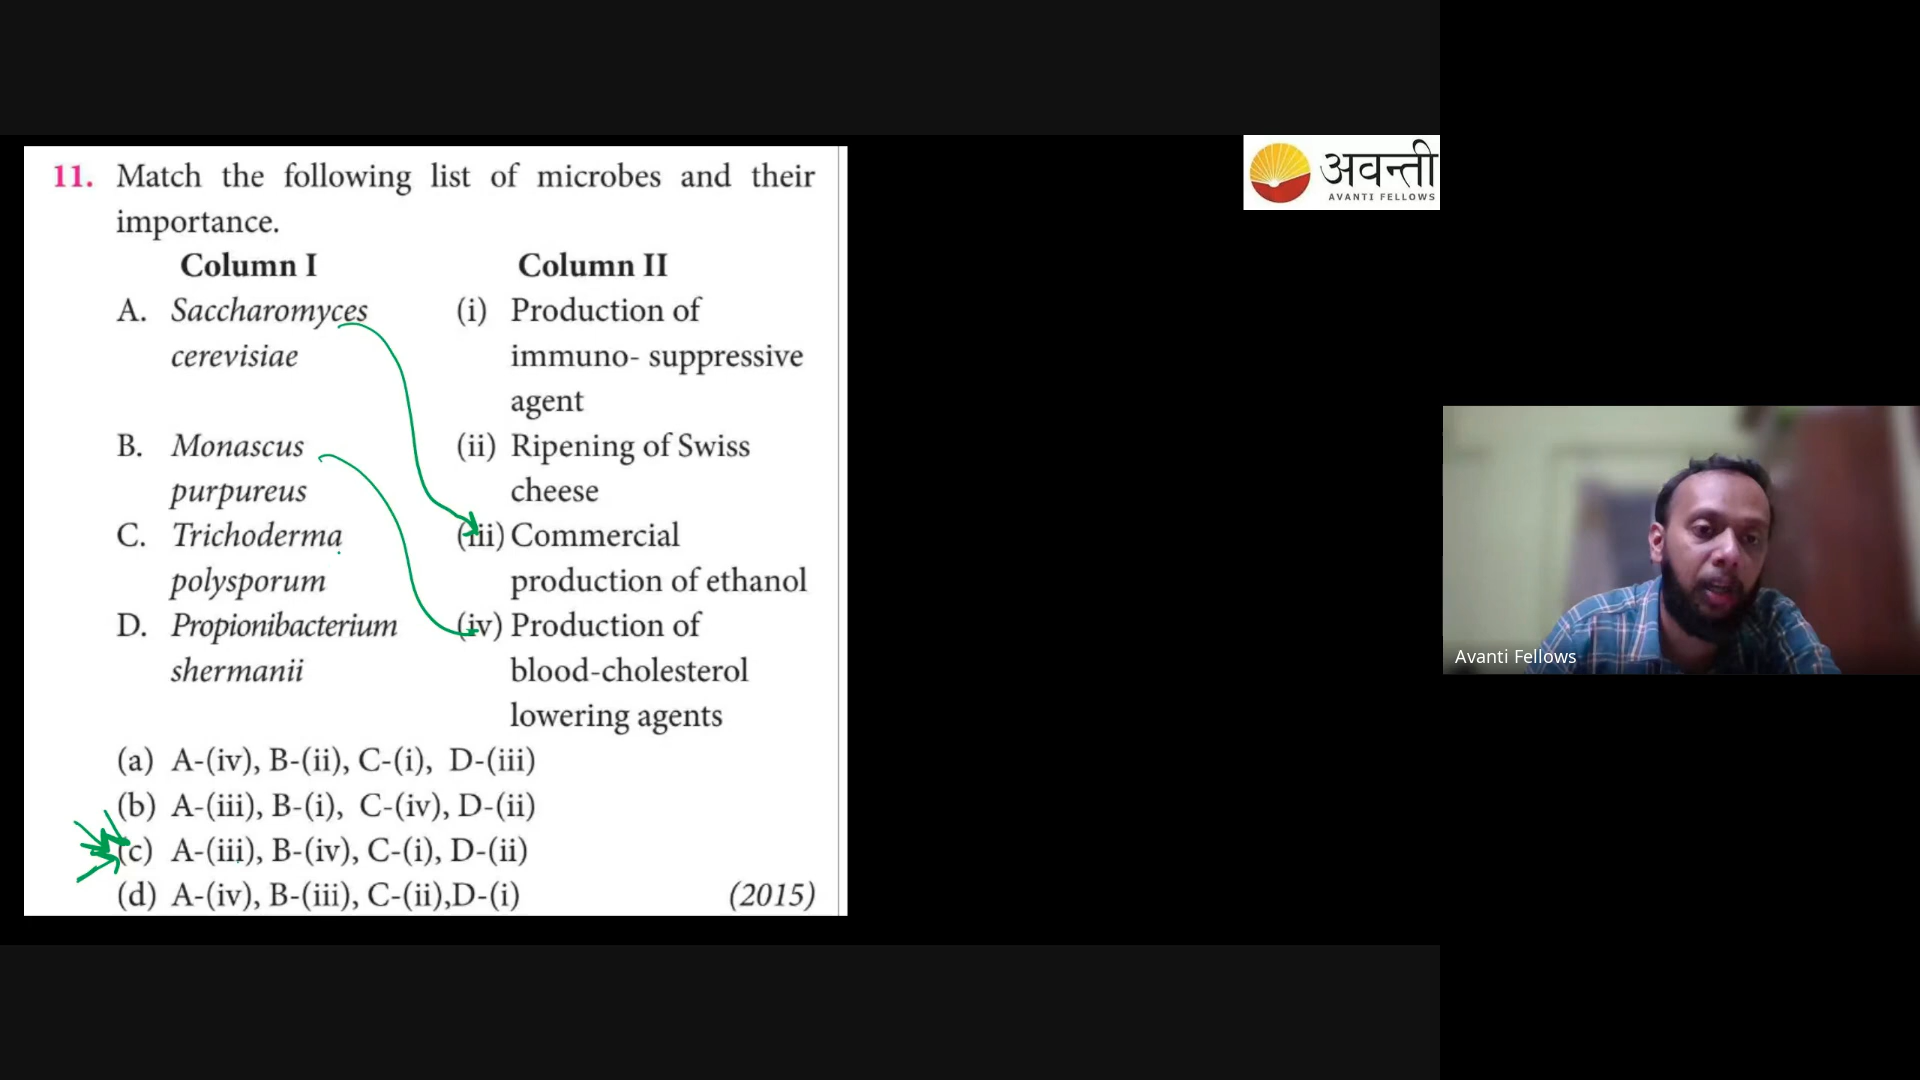 11. Match the following list of microbes and their
importance.
Column I Column II
A. Saccharomyces (i) Production of
cerevisiae immuno- suppressive
agent
B. Monascus (ii) Ripening of Swiss
purpureus cheese
C. Trichoderma (iii) Commercial
polysporum production of ethanol
D. Propionibacterium (iv) Production of
shermanii blood-cholesterol
lowering agents
(a) A-(iv), B-(ii), C-(i), D-(iii)
(b) A-(iii), B-(i), C-(iv), D-(ii)
(c) A-(iii), B-(iv), C-(i), D-(ii)
(d) A-(iv), B-(iii), C-(ii),D-(i) (2015)
अवन्ती
AVANTI FELLOWS
Avanti Fellows